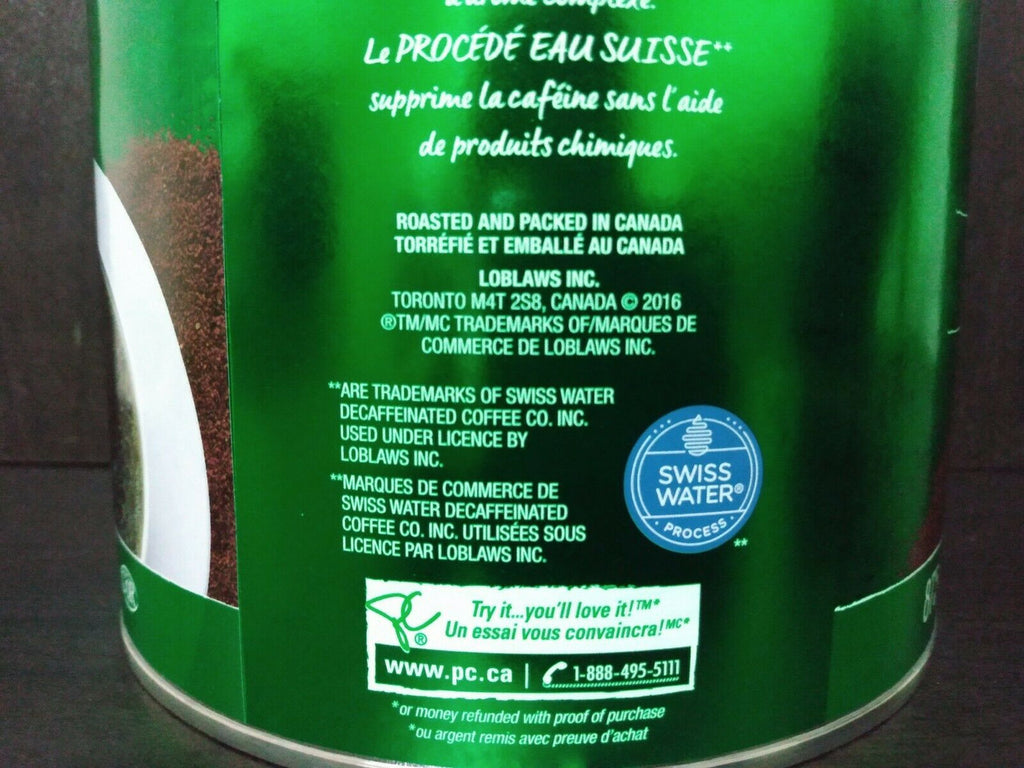 d'arôme complexe.
Le PROCÉDÉ EAU SUISSE**
supprime la caféine sans l'aide
de produits chimiques.
ROASTED AND PACKED IN CANADA
TORRÉFIÉ ET EMBALLÉ AU CANADA
LOBLAWS INC.
TORONTO M4T 2S8, CANADA © 2016
®TM/MC TRADEMARKS OF/MARQUES DE
COMMERCE DE LOBLAWS INC.
**ARE TRADEMARKS OF SWISS WATER
DECAFFEINATED COFFEE CO. INC.
USED UNDER LICENCE BY
LOBLAWS INC.
**MARQUES DE COMMERCE DE
SWISS WATER DECAFFEINATED
COFFEE CO. INC. UTILISÉES SOUS
LICENCE PAR LOBLAWS INC.
SWISS
WATER®
PROCESS
**
PC®
Try it...you'll love it!™*
Un essai vous convaincra!MC*
www.pc.ca | 1-888-495-5111
*or money refunded with proof of purchase
*ou argent remis avec preuve d'achat